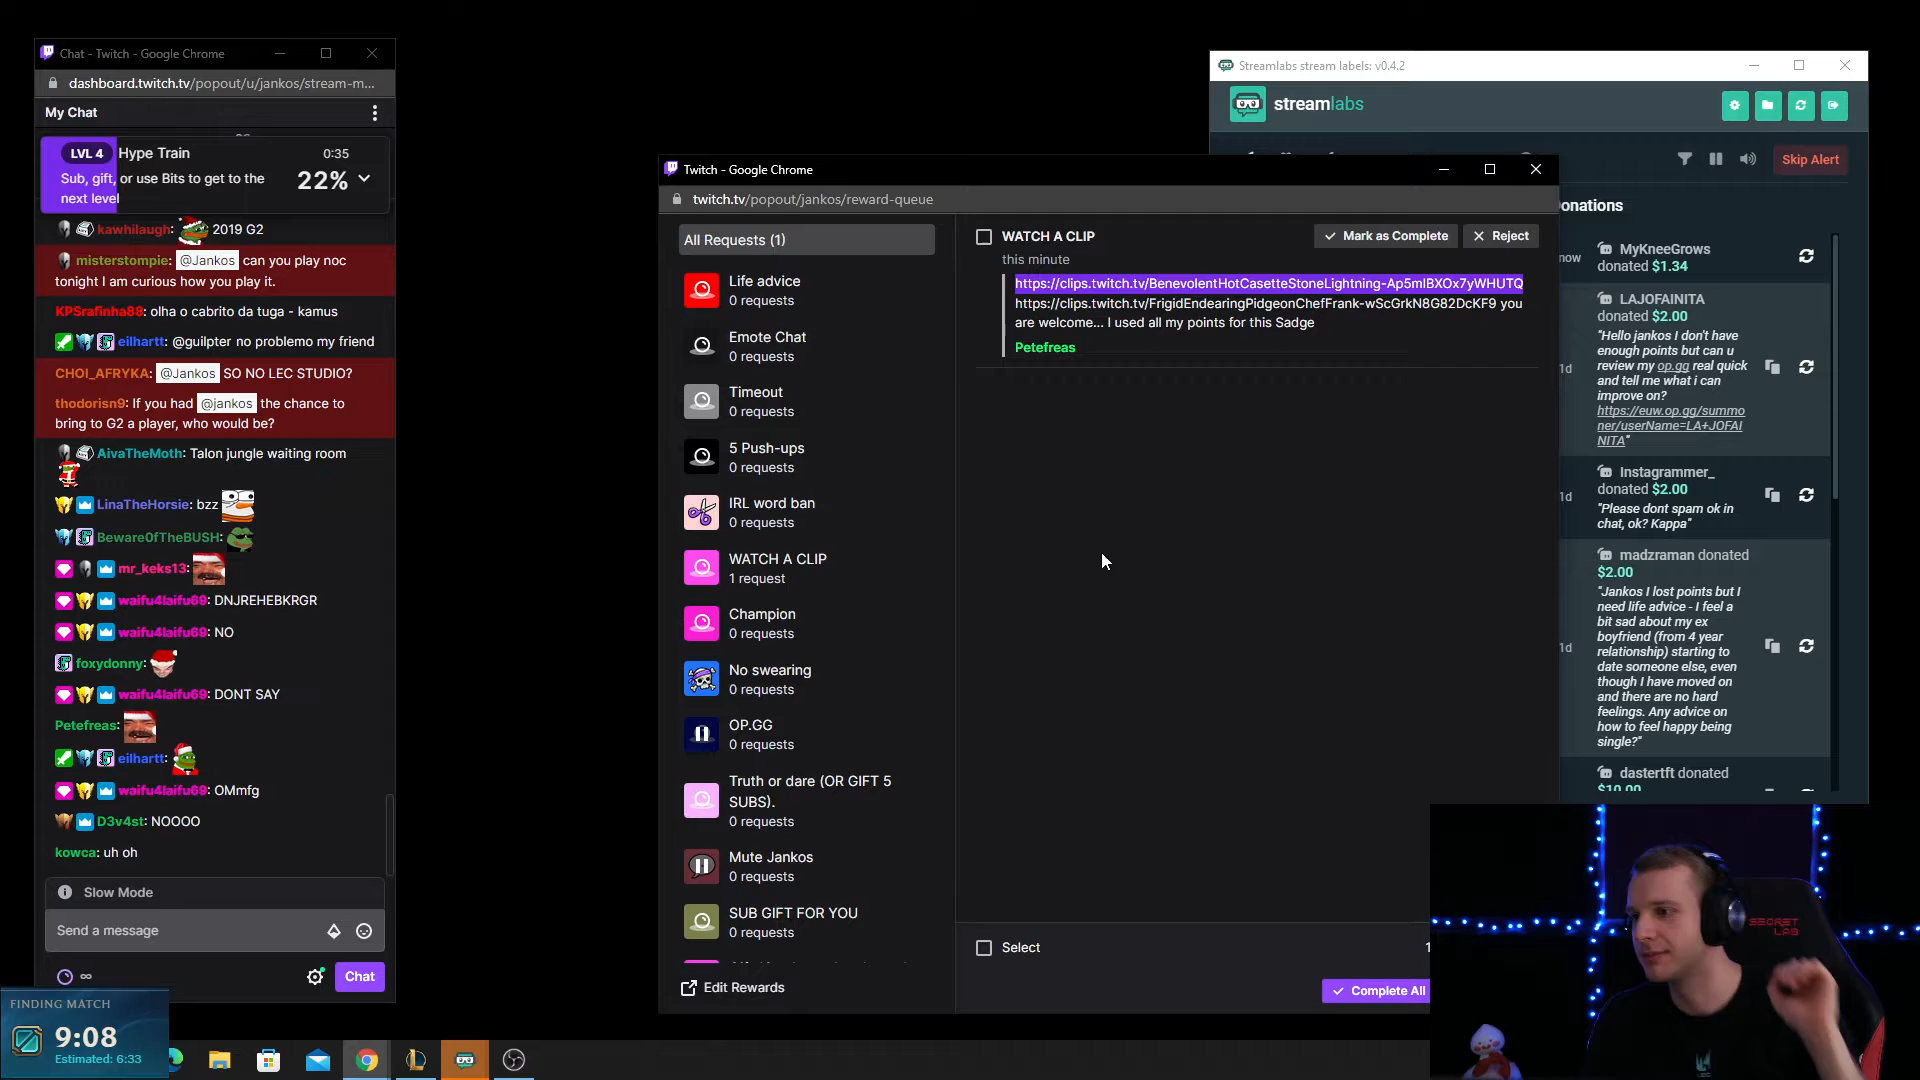 Chat - Twitch - Google Chrome
dashboard.twitch.tv/popout/u/jankos/stream-m...
My Chat
LVL 4 Hype Train 0:35
Sub, gift, or use Bits to get to the
next level
22%
kawhilaugh: 2019 G2
misterstompie: @Jankos can you play noc
tonight I am curious how you play it.
KPSrafinha88: olha o cabrito da tuga - kamus
eilhartt: @guilpter no problemo my friend
CHOI_AFRYKA: @Jankos SO NO LEC STUDIO?
thodorisn9: If you had @jankos the chance to
bring to G2 a player, who would be?
AivaTheMoth: Talon jungle waiting room
LinaTheHorsie: bzz
BewareOfTheBUSH:
mr_keks13:
waifu4laifu69: DNJREHEBKRGR
waifu4laifu69: NO
foxydonny:
waifu4laifu69: DONT SAY
Petefreas:
eilhartt:
waifu4laifu69: OMmfg
D3v4st: NOOOO
kowca: uh oh
Slow Mode
Send a message
∞
Chat
FINDING MATCH
9:08
Estimated: 6:33
Twitch - Google Chrome
twitch.tv/popout/jankos/reward-queue
All Requests (1)
Life advice
0 requests
Emote Chat
0 requests
Timeout
0 requests
5 Push-ups
0 requests
IRL word ban
0 requests
WATCH A CLIP
1 request
Champion
0 requests
No swearing
0 requests
OP.GG
0 requests
Truth or dare (OR GIFT 5
SUBS).
0 requests
Mute Jankos
0 requests
SUB GIFT FOR YOU
0 requests
Edit Rewards
WATCH A CLIP
Mark as Complete
Reject
this minute
https://clips.twitch.tv/BenevolentHotCasetteStoneLightning-Ap5mlBXOx7yWHUTQ
https://clips.twitch.tv/FrigidEndearingPidgeonChefFrank-wScGrkN8G82DcKF9 you
are welcome... I used all my points for this Sadge
Petefreas
Select
1
Complete All
Streamlabs stream labels: v0.4.2
streamlabs
Skip Alert
onations
now
MyKneeGrows
donated $1.34
LAJOFAINITA
donated $2.00
1d
"Hello jankos I don't have
enough points but can u
review my op.gg real quick
and tell me what i can
improve on?
https://euw.op.gg/summo
ner/userName=LA+JOFAI
NITA"
Instagrammer_
1d
donated $2.00
"Please dont spam ok in
chat, ok? Kappa"
madzraman donated
$2.00
1d
"Jankos I lost points but I
need life advice - I feel a
bit sad about my ex
boyfriend (from 4 year
relationship) starting to
date someone else, even
though I have moved on
and there are no hard
feelings. Any advice on
how to feel happy being
single?"
dastertft donated
$10.00
SECRET
LAB